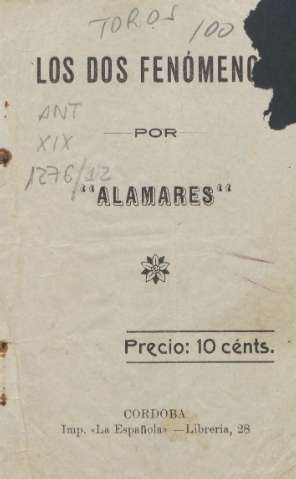 TOROS 100
LOS DOS FENÓMENO
ANT
POR
XIX
1276/12
"ALAMARES"
Precio: 10 cénts.
CORDOBA
Imp. «La Española» —Libreria, 28